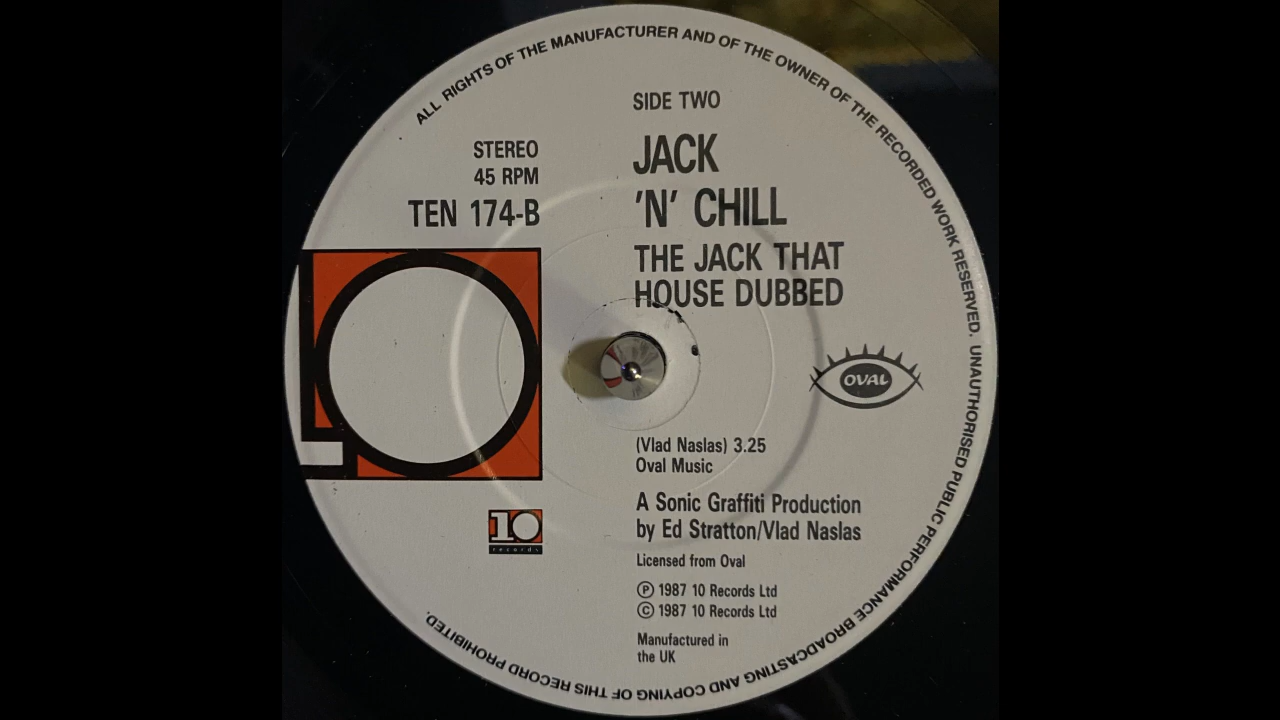 ALL RIGHTS OF THE MANUFACTURER AND OF THE OWNER OF THE RECORDED WORK RESERVED. UNAUTHORISED PUBLIC PERFORMANCE BROADCASTING AND COPYING OF THIS RECORD PROHIBITED.
SIDE TWO
STEREO
45 RPM
TEN 174-B
JACK
'N' CHILL
THE JACK THAT
HOUSE DUBBED
10
OVAL
(Vlad Naslas) 3.25
Oval Music
A Sonic Graffiti Production
by Ed Stratton/Vlad Naslas
10
records
Licensed from Oval
Ⓟ 1987 10 Records Ltd
© 1987 10 Records Ltd
Manufactured in
the UK